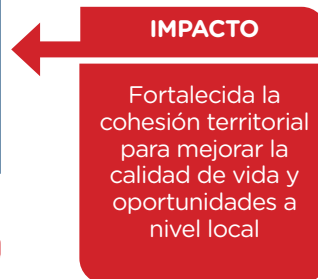 IMPACTO
Fortalecida la
cohesión territorial
para mejorar la
calidad de vida y
oportunidades a
nivel local